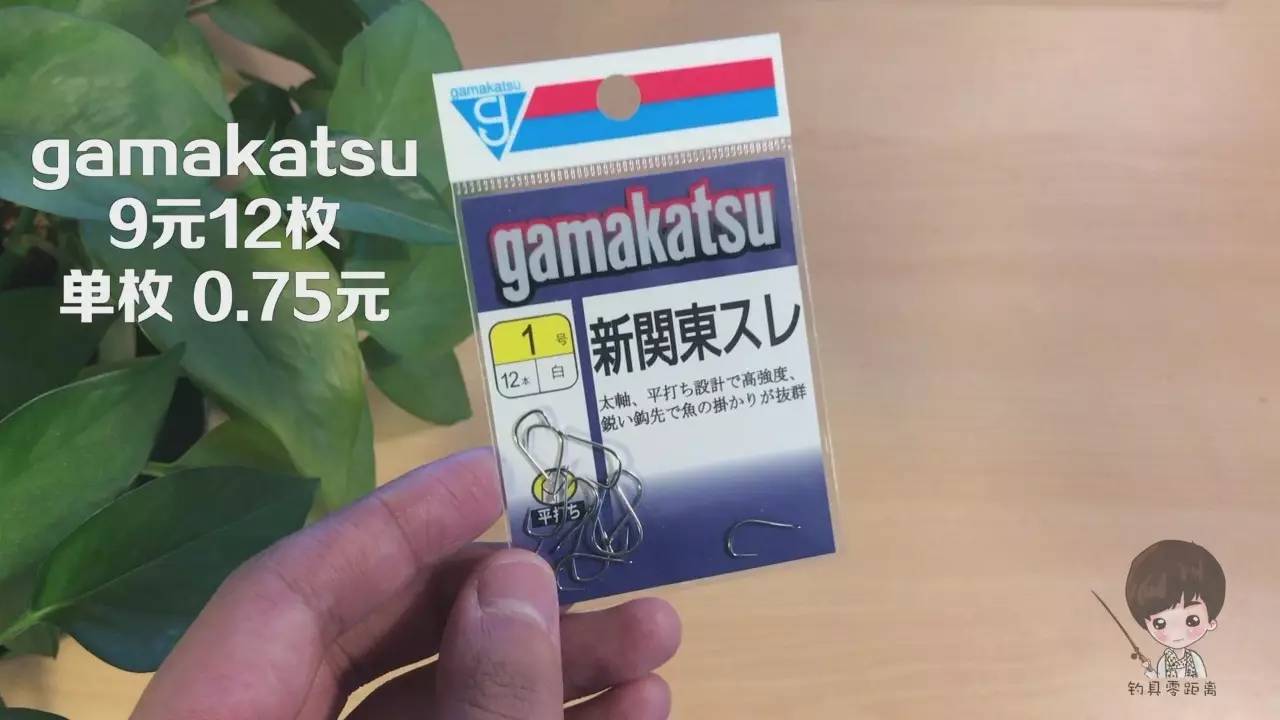 gamakatsu
9元12枚
单枚 0.75元
gamakatsu
g
gamakatsu
1号
12本 白
新関東スレ
太軸、平打ち設計で高強度、
鋭い鈎先で魚の掛かりが抜群
平打ち
钓具零距离